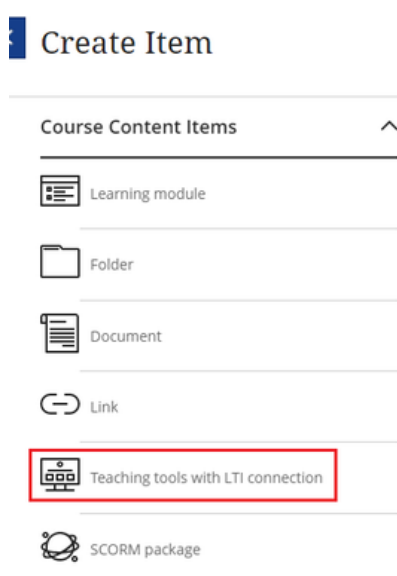 Create Item
Course Content Items
Learning module
Folder
Document
Link
Teaching tools with LTI connection
SCORM package